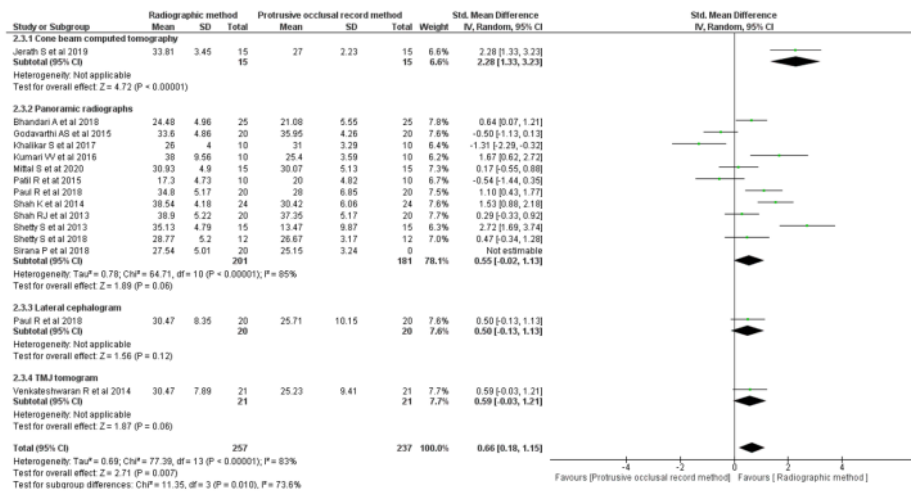 Radiographic method Protrusive occlusal record method Std. Mean Difference Std. Mean Difference
Study or Subgroup Mean SD Total Mean SD Total Weight IV, Random, 95% CI IV, Random, 95% CI
2.3.1 Cone beam computed tomography
Jerath S et al 2019 33.81 3.45 15 27 2.23 15 6.6% 2.28 [1.33, 3.23]
Subtotal (95% CI) 15 15 6.6% 2.28 [1.33, 3.23]
Heterogeneity: Not applicable
Test for overall effect: Z = 4.72 (P < 0.00001)
2.3.2 Panoramic radiographs
Bhandari A et al 2018 24.48 4.96 25 21.08 5.55 25 7.8% 0.64 [0.07, 1.21]
Godavarthi AS et al 2015 33.6 4.86 20 35.95 4.26 20 7.6% -0.50 [-1.13, 0.13]
Khalikar S et al 2017 26 4 10 31 3.29 10 6.4% -1.31 [-2.29, -0.32]
Kumari VV et al 2016 38 9.56 10 25.4 3.59 10 6.3% 1.67 [0.62, 2.72]
Mittal S et al 2020 30.93 4.9 15 30.07 5.13 15 7.4% 0.17 [-0.55, 0.88]
Patil R et al 2015 17.3 4.73 10 20 4.82 10 6.8% -0.54 [-1.44, 0.35]
Paul R et al 2018 34.8 5.17 20 28 6.85 20 7.5% 1.10 [0.43, 1.77]
Shah K et al 2014 38.54 4.18 24 30.42 6.06 24 7.6% 1.53 [0.88, 2.18]
Shah RJ et al 2013 38.9 5.22 20 37.35 5.17 20 7.6% 0.29 [-0.33, 0.92]
Shetty S et al 2013 35.13 4.79 15 13.47 9.87 15 6.3% 2.72 [1.69, 3.74]
Shetty S et al 2018 28.77 5.2 12 26.67 3.17 12 7.1% 0.47 [-0.34, 1.28]
Sirana P et al 2018 27.54 5.01 20 25.15 3.24 0 Not estimable
Subtotal (95% CI) 201 181 78.1% 0.55 [-0.02, 1.13]
Heterogeneity: Tau² = 0.78; Chi² = 64.71, df = 10 (P < 0.00001); I² = 85%
Test for overall effect: Z = 1.89 (P = 0.06)
2.3.3 Lateral cephalogram
Paul R et al 2018 30.47 8.35 20 25.71 10.15 20 7.6% 0.50 [-0.13, 1.13]
Subtotal (95% CI) 20 20 7.6% 0.50 [-0.13, 1.13]
Heterogeneity: Not applicable
Test for overall effect: Z = 1.56 (P = 0.12)
2.3.4 TMJ tomogram
Venkateshwaran R et al 2014 30.47 7.89 21 25.23 9.41 21 7.7% 0.59 [-0.03, 1.21]
Subtotal (95% CI) 21 21 7.7% 0.59 [-0.03, 1.21]
Heterogeneity: Not applicable
Test for overall effect: Z = 1.87 (P = 0.06)
Total (95% CI) 257 237 100.0% 0.66 [0.18, 1.15]
Heterogeneity: Tau² = 0.69; Chi² = 77.39, df = 13 (P < 0.00001); I² = 83%
Test for overall effect: Z = 2.71 (P = 0.007)
Test for subgroup differences: Chi² = 11.35, df = 3 (P = 0.010), I² = 73.6%
-4 -2 0 2 4
Favours [Protrusive occlusal record method] Favours [Radiographic method]